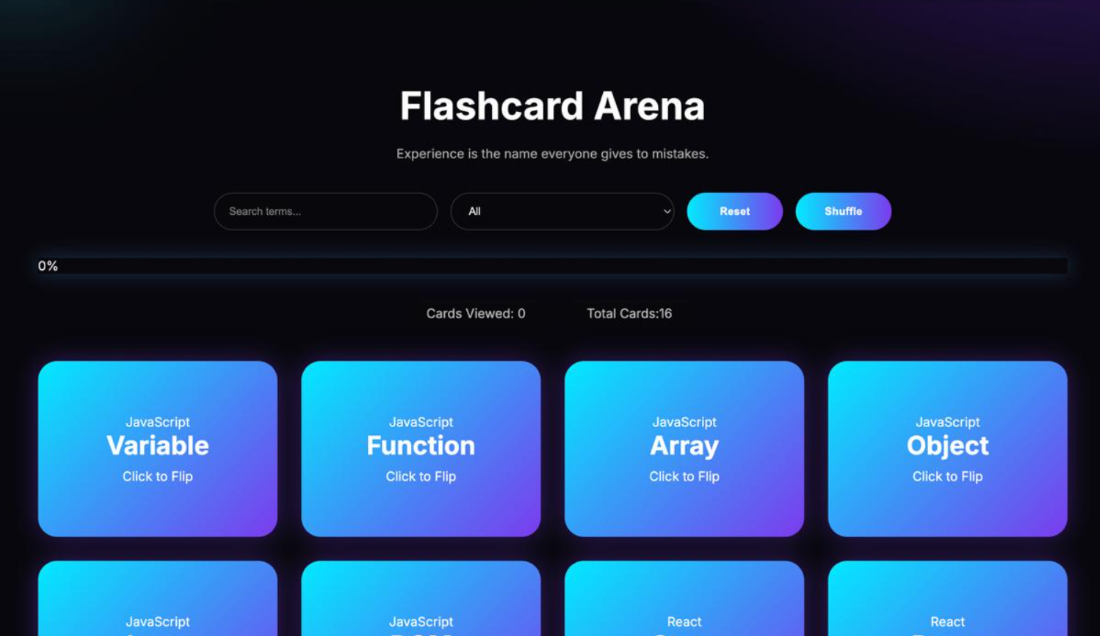 Flashcard Arena
Experience is the name everyone gives to mistakes.
Search terms...
All
Reset
Shuffle
0%
Cards Viewed: 0
Total Cards:16
JavaScript
Variable
Click to Flip
JavaScript
Function
Click to Flip
JavaScript
Array
Click to Flip
JavaScript
Object
Click to Flip
JavaScript
JavaScript
React
React